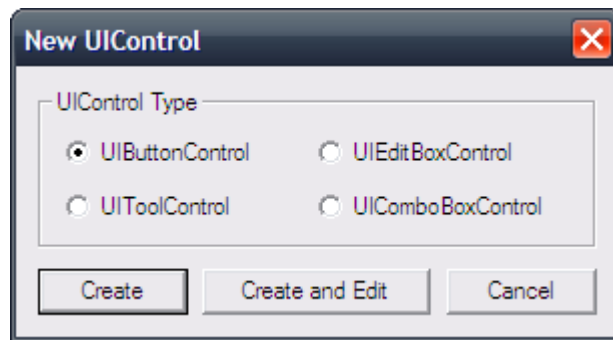 New UIControl
UIControl Type
UIButtonControl UIEditBoxControl
UIToolControl UIComboBoxControl
Create Create and Edit Cancel